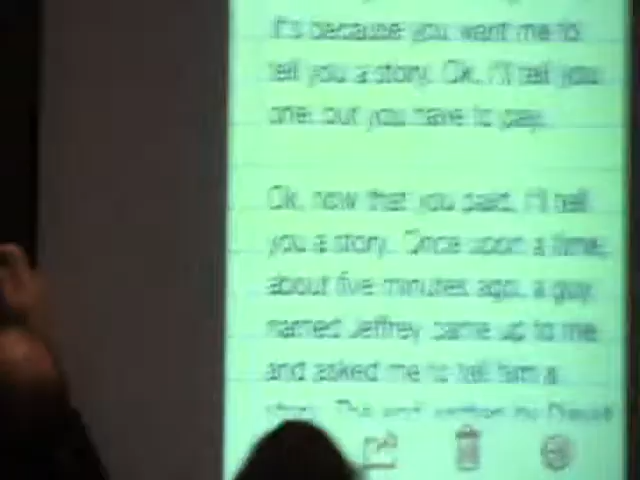 It's because you want me to
tell you a story. Ok, I'll tell you
one, but you have to pay.
Ok, now that you paid, I'll tell
you a story. Once upon a time,
about five minutes ago, a guy
named Jeffrey came up to me
and asked me to tell him a
story.